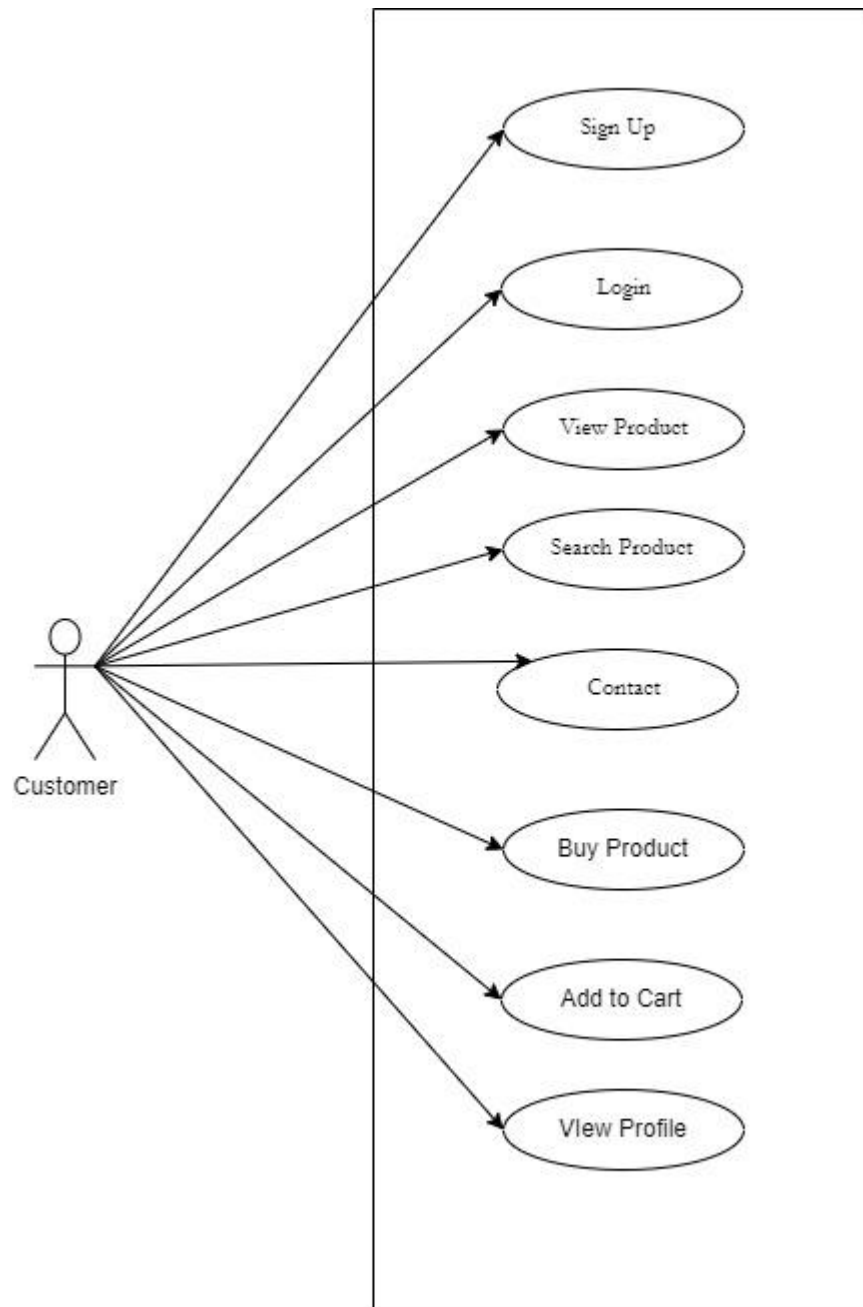 Sign Up
Login
View Product
Search Product
Contact
Customer
Buy Product
Add to Cart
VIew Profile